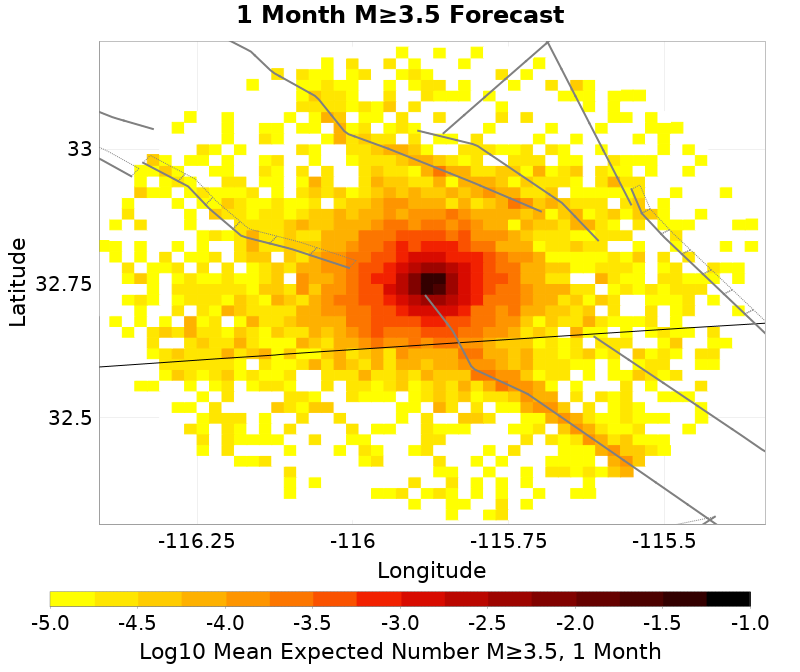 1 Month M≥3.5 Forecast
33
32.75
32.5
Latitude
-116.25 -116 -115.75 -115.5
Longitude
-5.0 -4.5 -4.0 -3.5 -3.0 -2.5 -2.0 -1.5 -1.0
Log10 Mean Expected Number M≥3.5, 1 Month